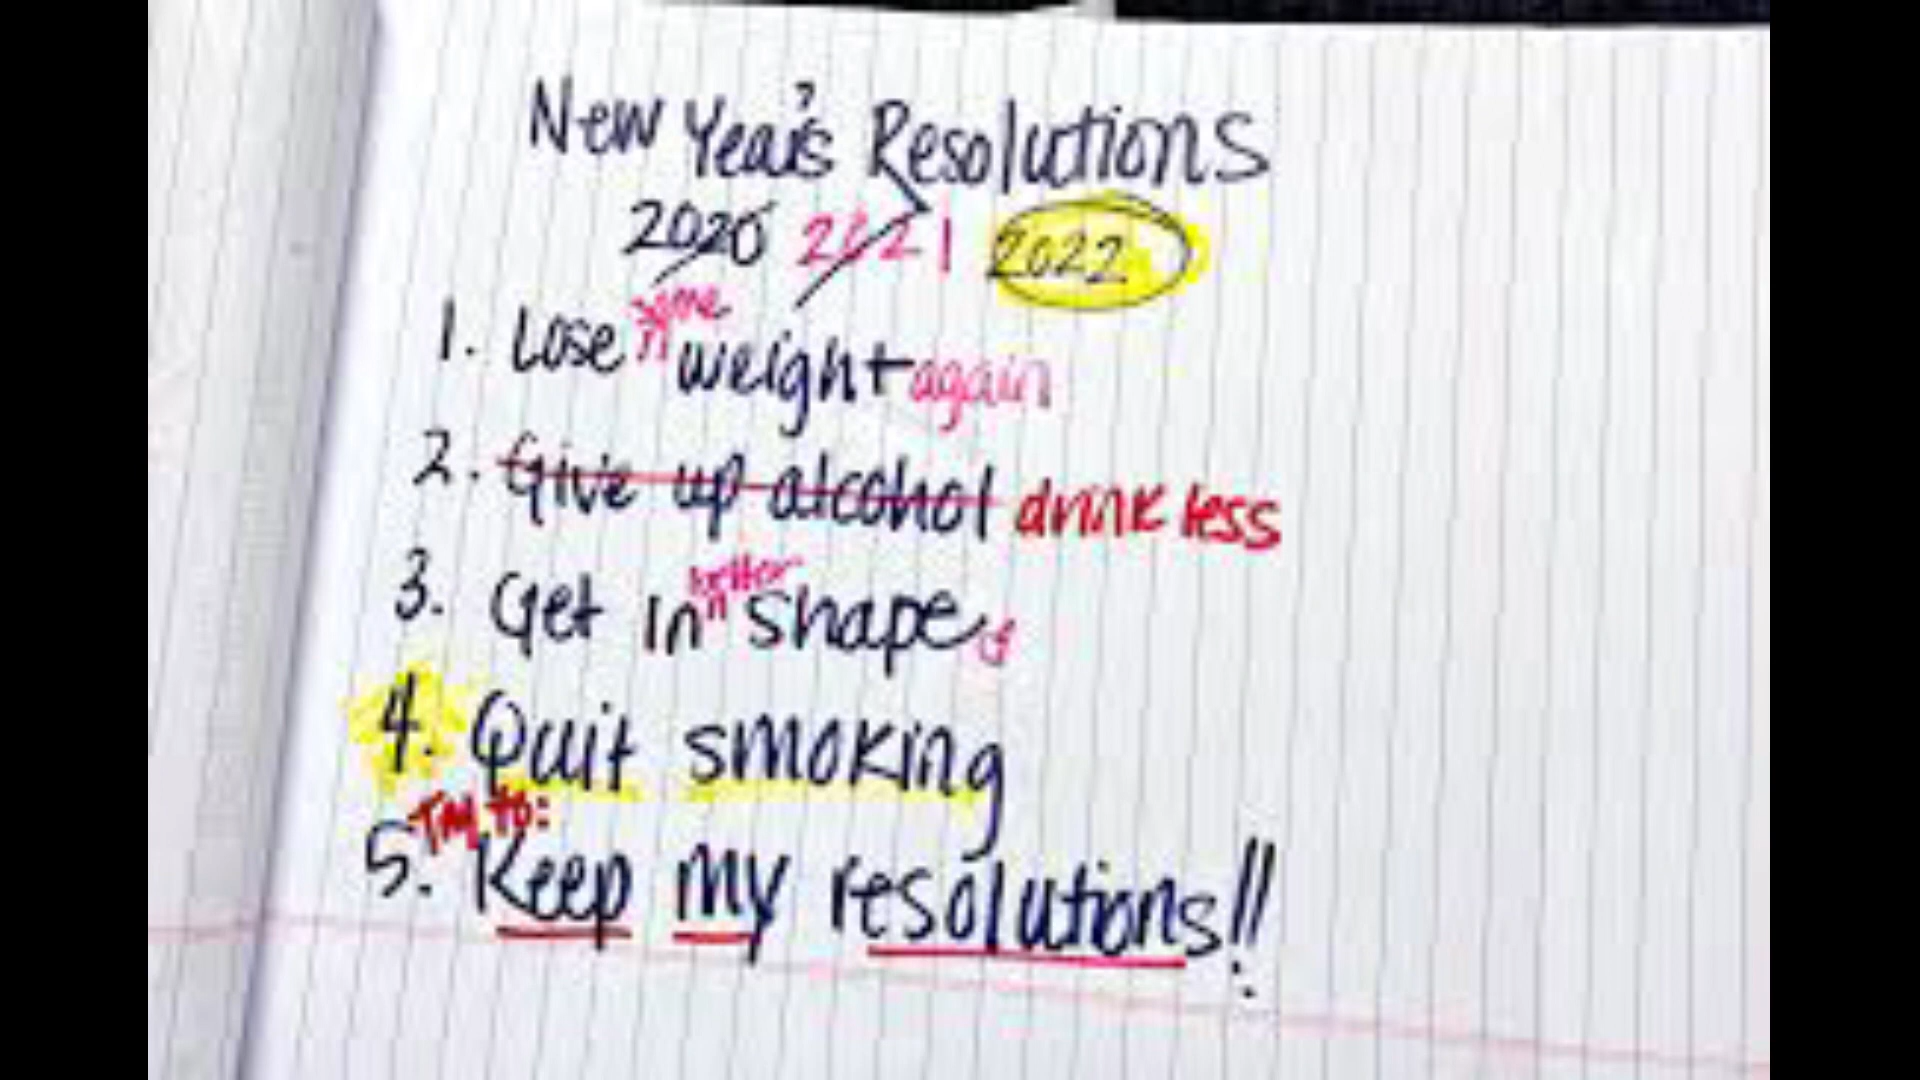 New Year's Resolutions
2020 2021 2022
1. Lose some weight again
2. Give up alcohol drink less
3. Get in better shape
4. Quit smoking
5. Try to: Keep my resolutions!!